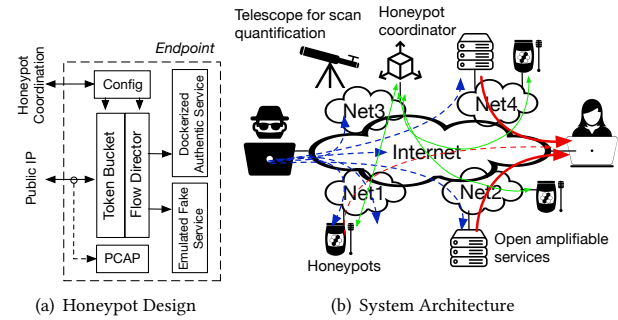 Endpoint
Honeypot
Coordination
Config
Public IP
Token Bucket
Flow Director
Dockerized
Authentic Service
Emulated Fake
Service
PCAP
(a) Honeypot Design
Telescope for scan
quantification
Honeypot
coordinator
Net3
Net4
Internet
Net1
Net2
Honeypots
Open amplifiable
services
(b) System Architecture